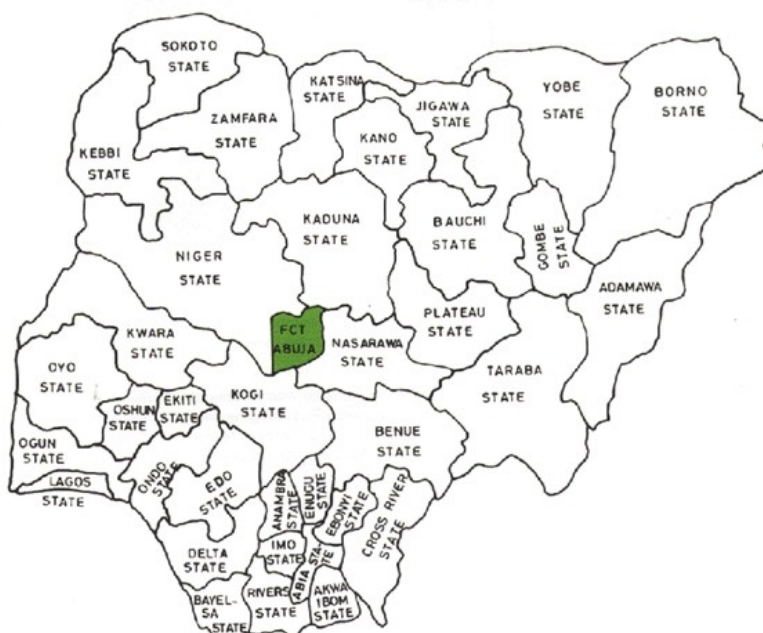 SOKOTO
STATE
KATSINA
STATE
JIGAWA
STATE
YOBE
STATE
BORNO
STATE
ZAMFARA
STATE
KANO
STATE
KEBBI
STATE
KADUNA
STATE
BAUCHI
STATE
GOMBE
STATE
NIGER
STATE
ADAMAWA
STATE
PLATEAU
STATE
FCT
ABUJA
NASARAWA
STATE
KWARA
STATE
OYO
STATE
TARABA
STATE
EKITI
STATE
OSHUN
STATE
KOGI
STATE
BENUE
STATE
OGUN
STATE
LAGOS
STATE
ONDO
STATE
EDO
STATE
ANAMBRA
STATE
ENUGU
STATE
EBONYI
STATE
CROSS RIVER
STATE
DELTA
STATE
IMO
STATE
ABIA STA-
TE
BAYEL-
SA
STATE
RIVERS
STATE
AKWA
IBOM
STATE